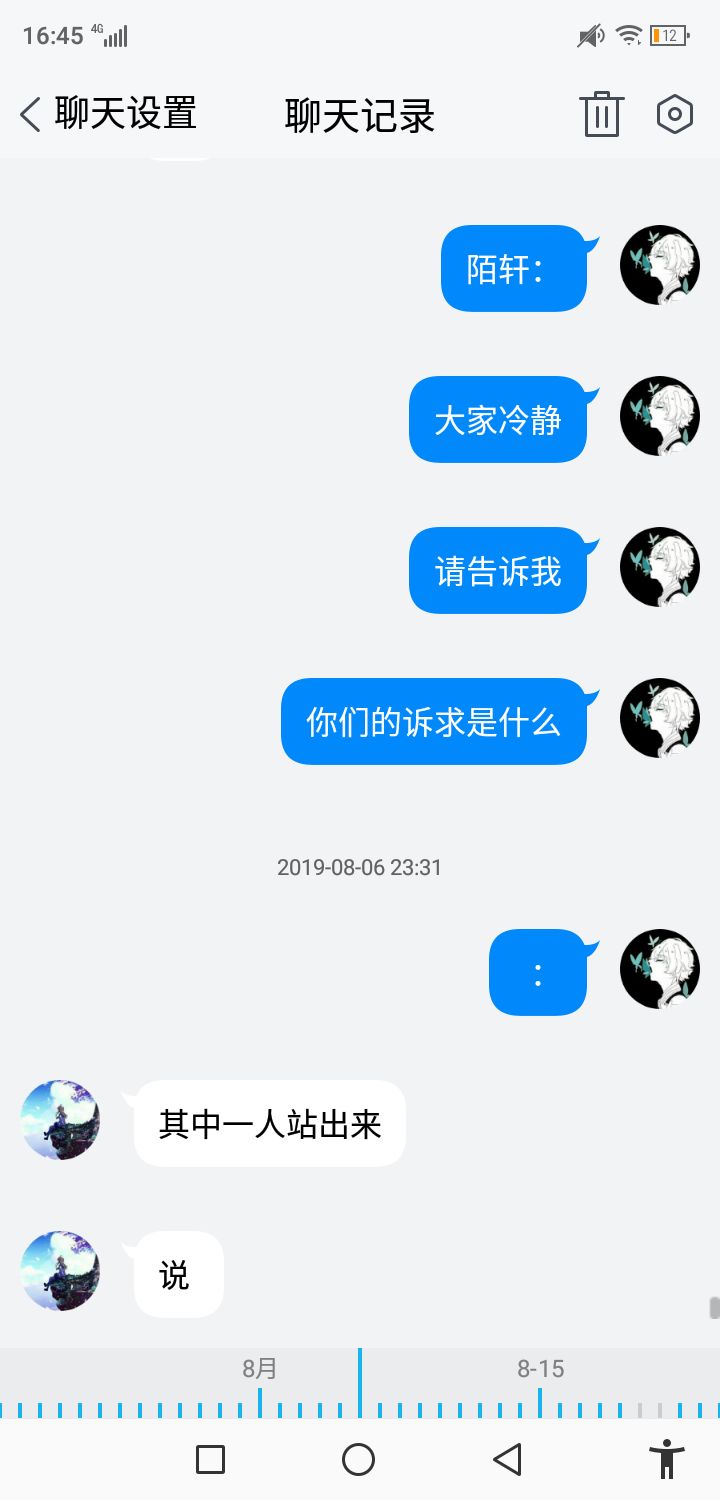 16:45 4G 12
聊天设置 聊天记录
陌轩：
大家冷静
请告诉我
你们的诉求是什么
2019-08-06 23:31
：
其中一人站出来
说
8月 8-15